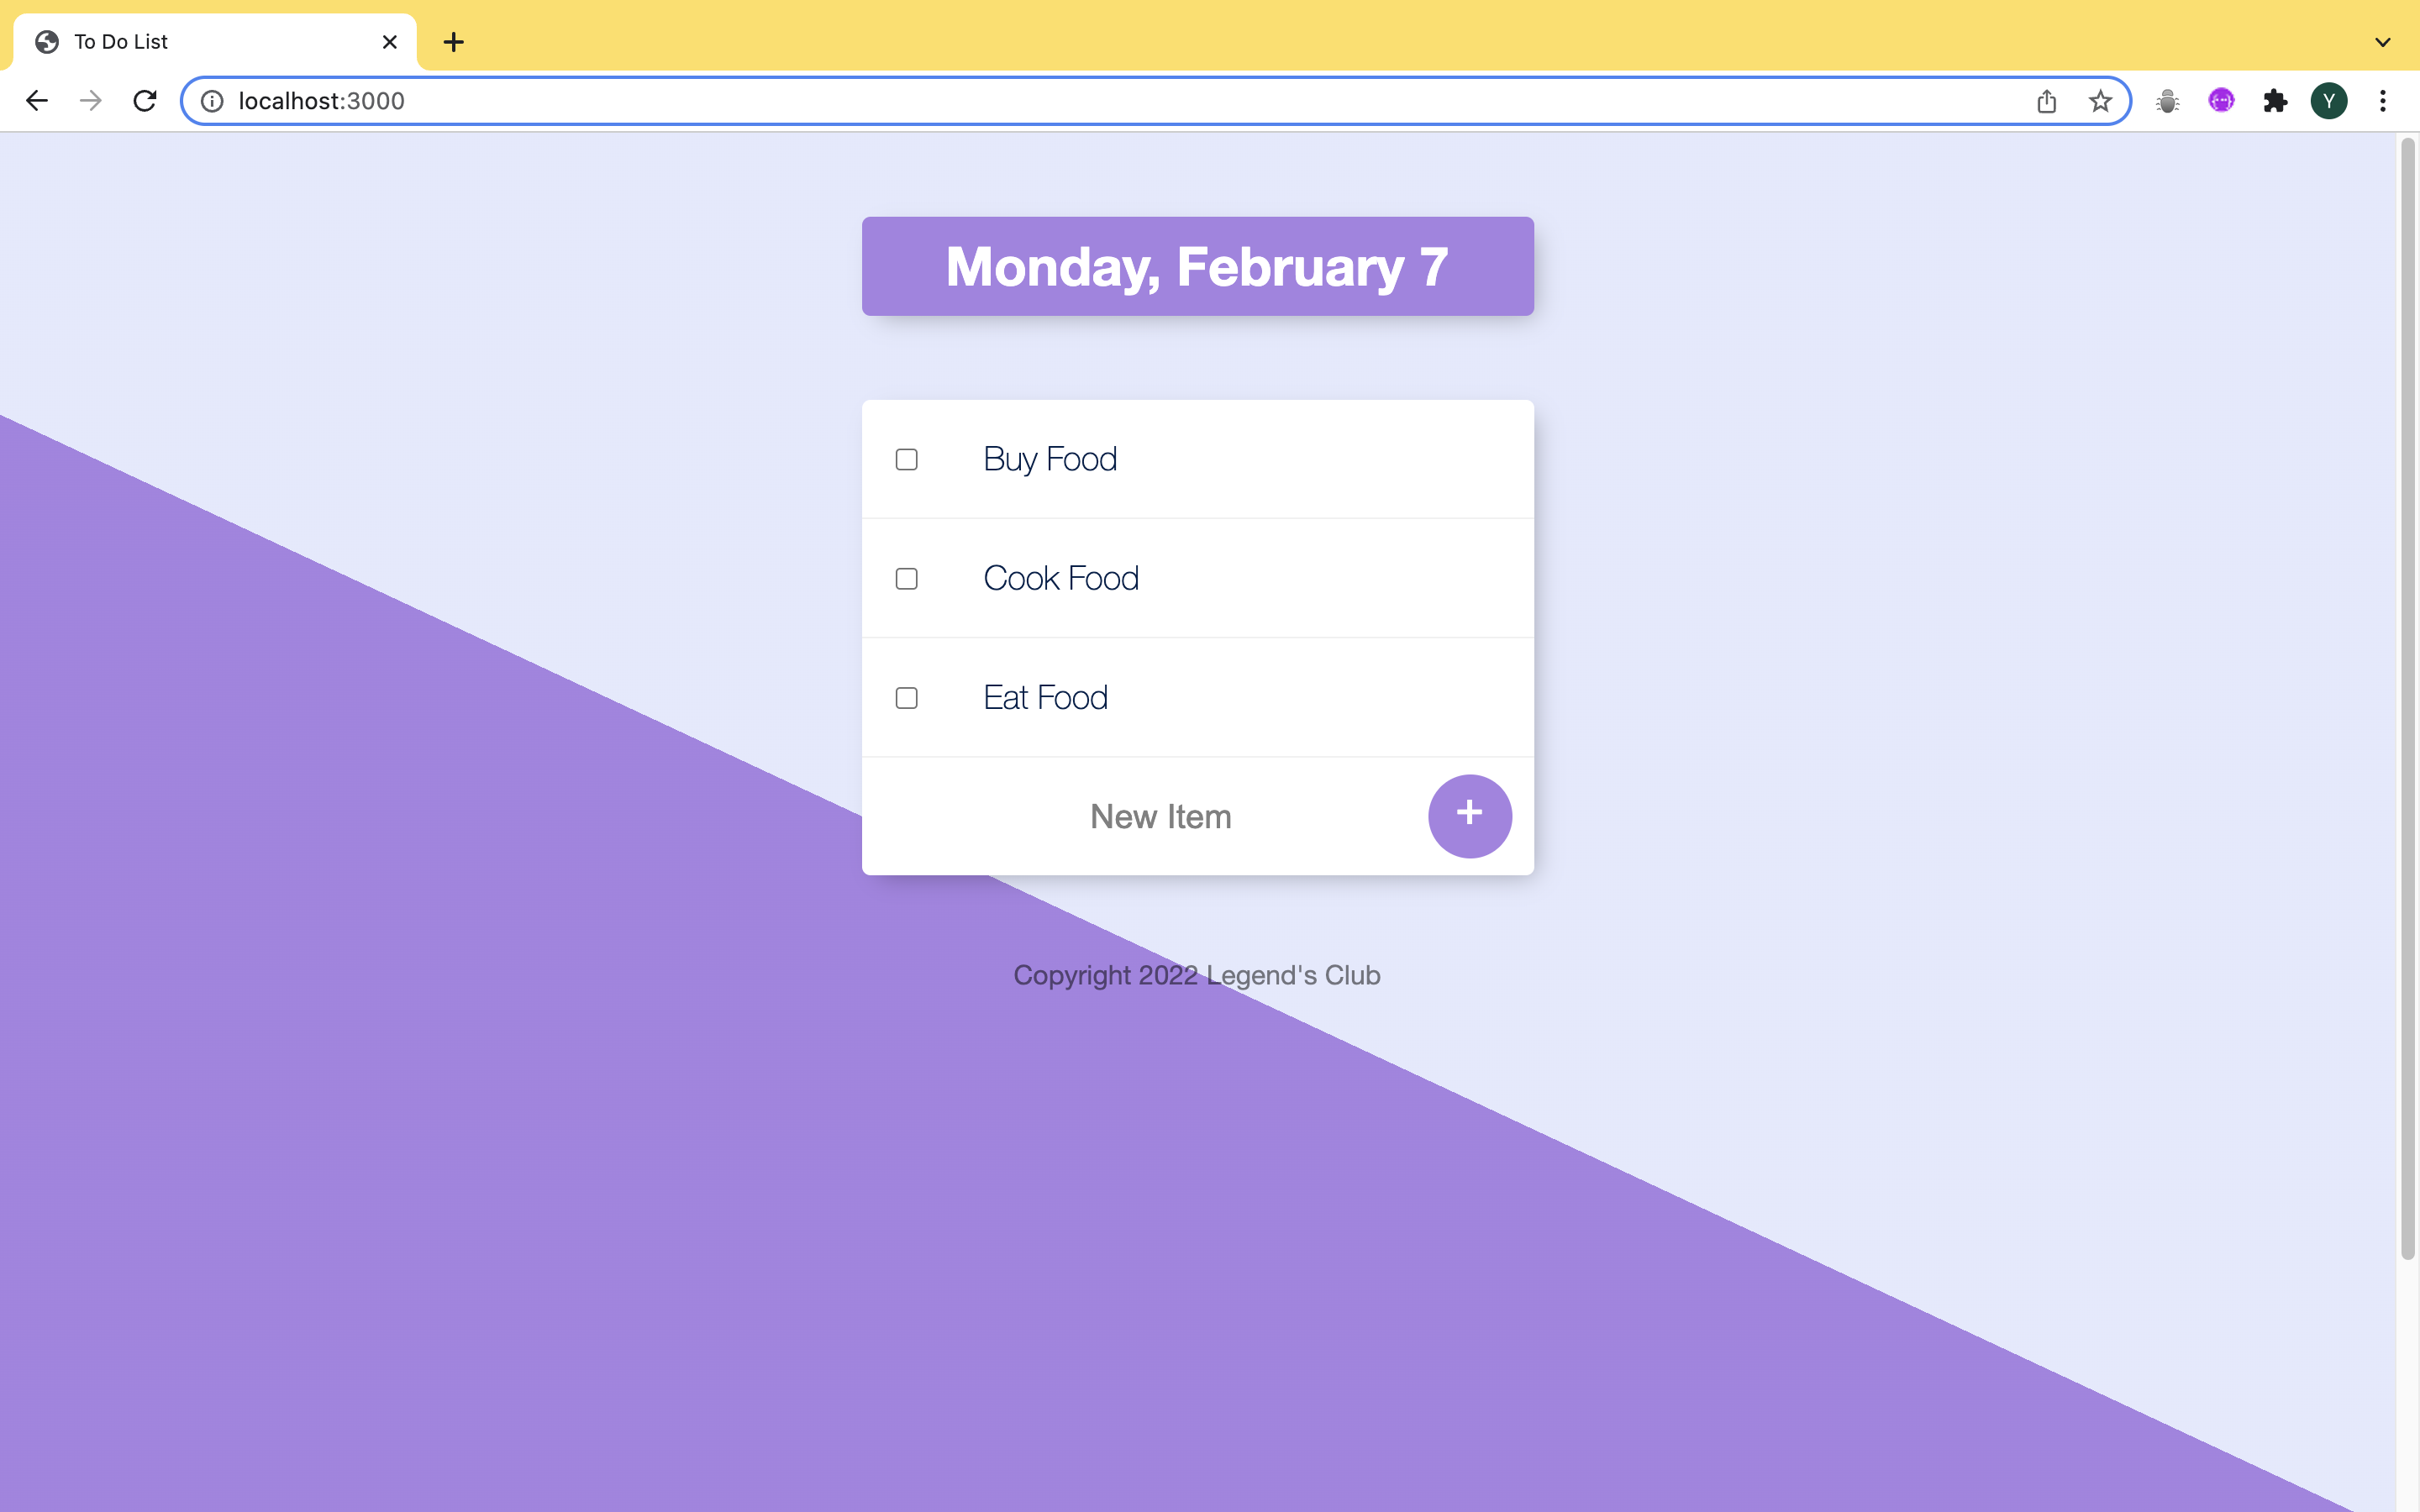 To Do List
localhost:3000
Y
Monday, February 7
Buy Food
Cook Food
Eat Food
New Item
Copyright 2022 Legend's Club